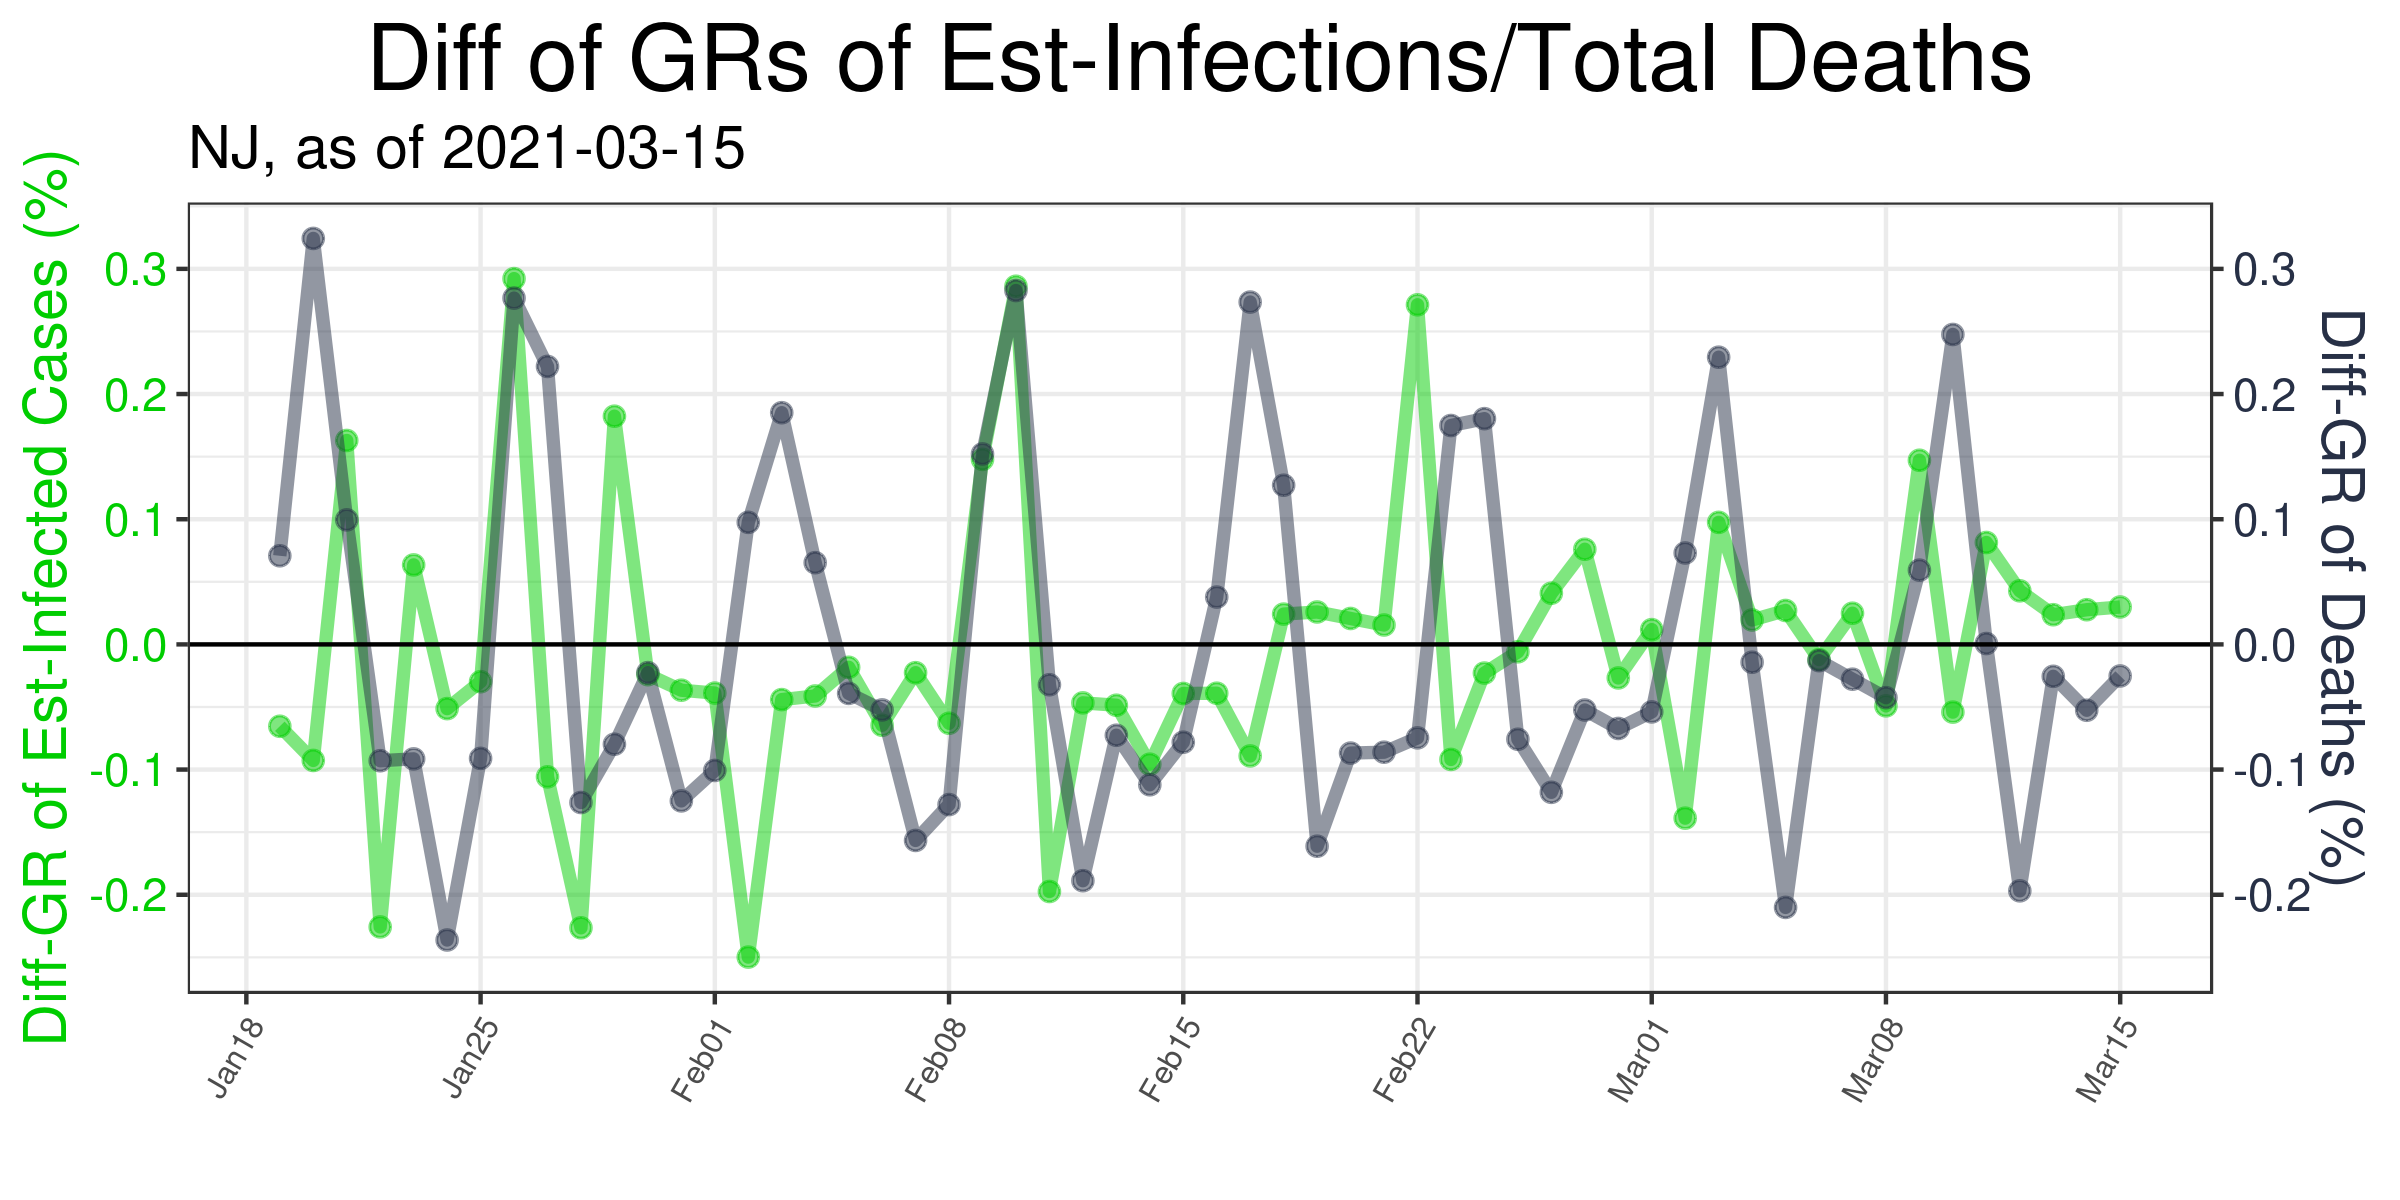 Diff of GRs of Est-Infections/Total Deaths
NJ, as of 2021-03-15
Diff-GR of Est-Infected Cases (%)
0.3
0.2
0.1
0.0
-0.1
-0.2
0.3
0.2
0.1
0.0
-0.1
-0.2
Diff-GR of Deaths (%)
Jan18
Jan25
Feb01
Feb08
Feb15
Feb22
Mar01
Mar08
Mar15